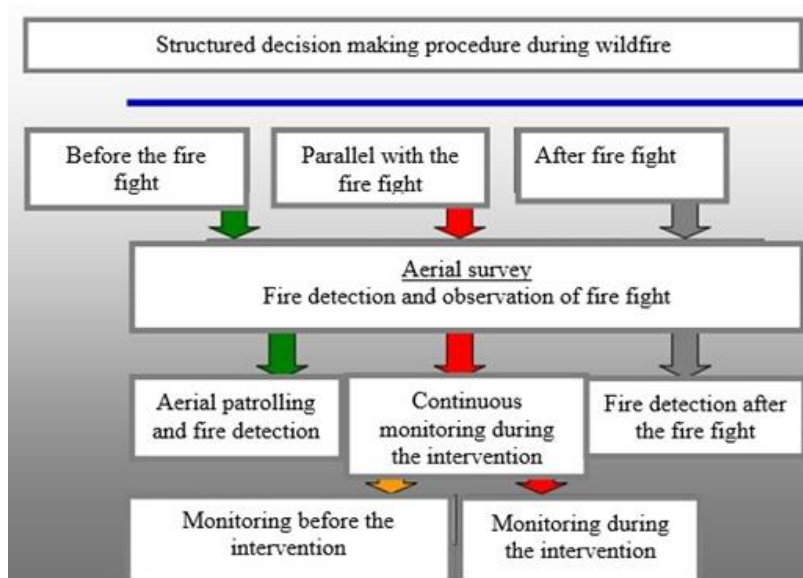 Structured decision making procedure during wildfire
Before the fire
fight
Parallel with the
fire fight
After fire fight
Aerial survey
Fire detection and observation of fire fight
Aerial patrolling
and fire detection
Continuous
monitoring during
the intervention
Fire detection after
the fire fight
Monitoring before the
intervention
Monitoring during
the intervention